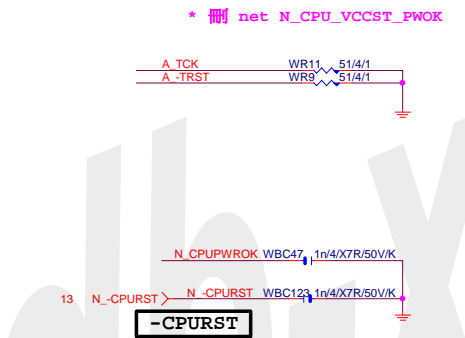 * 刪 net N_CPU_VCCST_PWOK
A_TCK WR11 51/4/1
A_-TRST WR9 51/4/1
N_CPUPWROK WBC47 1n/4/X7R/50V/K
13 N_-CPURST N_-CPURST WBC123 1n/4/X7R/50V/K
-CPURST